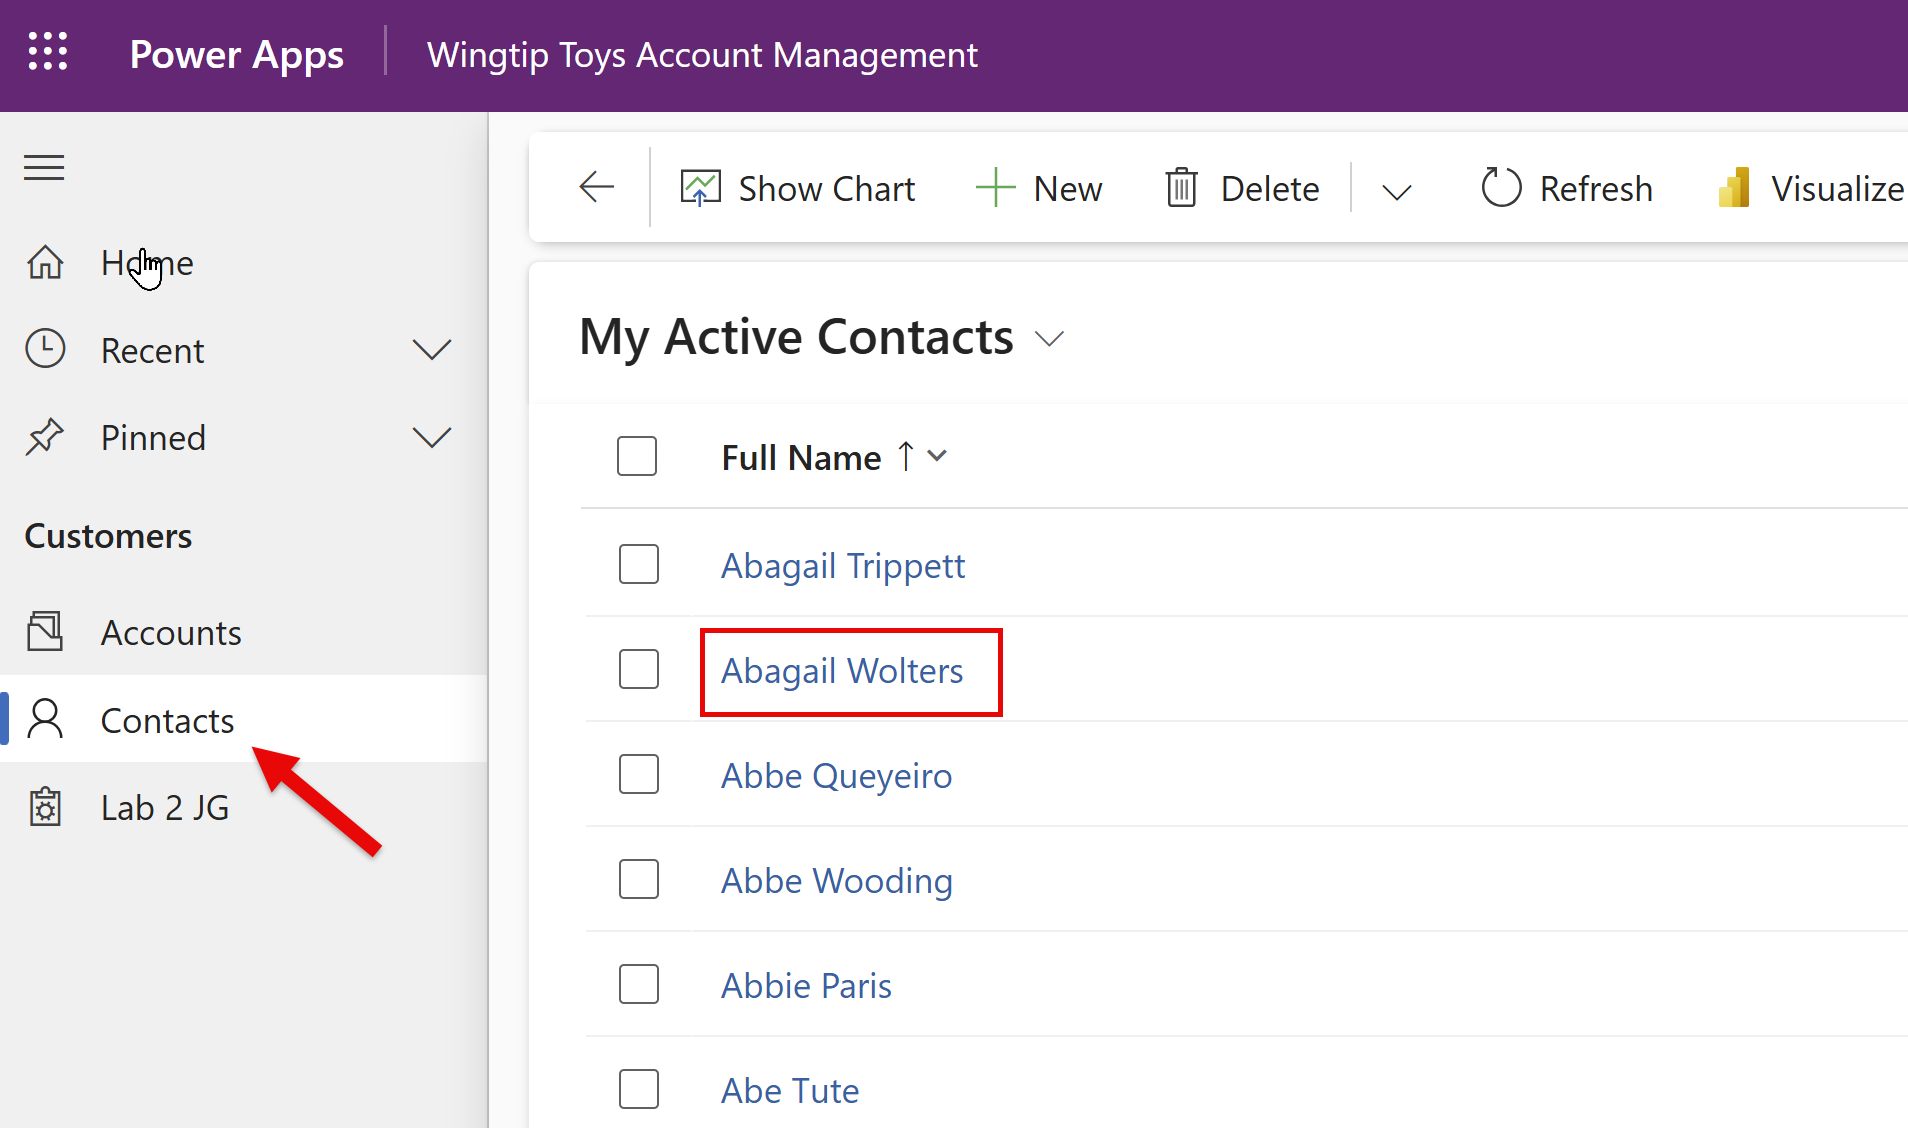 Power Apps
Wingtip Toys Account Management
Home
Recent
Pinned
Customers
Accounts
Contacts
Lab 2 JG
Show Chart
New
Delete
Refresh
Visualize
My Active Contacts
Full Name
Abagail Trippett
Abagail Wolters
Abbe Queyeiro
Abbe Wooding
Abbie Paris
Abe Tute